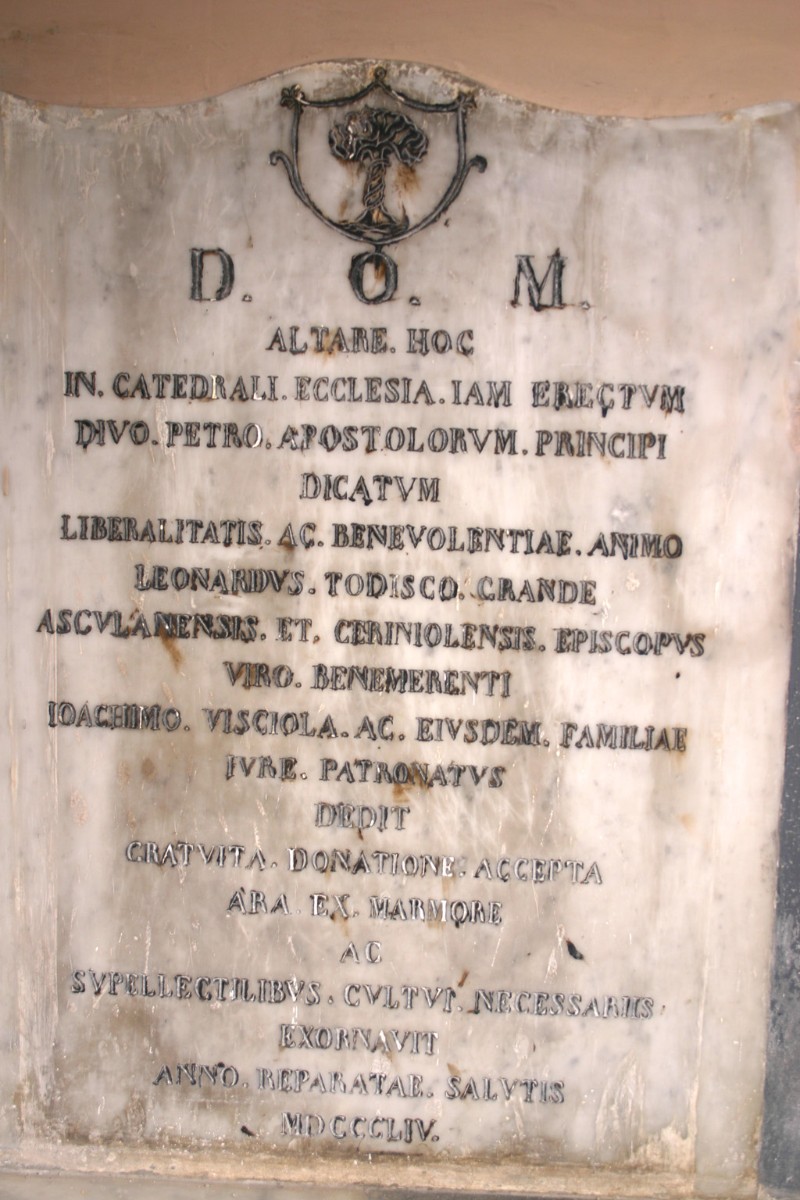 D. O. M.
ALTARE. HOC
IN. CATEDRALI. ECCLESIA. IAM ERECTVM
DIVO. PETRO. APOSTOLORVM. PRINCIPI
DICATVM
LIBERALITATIS. AC. BENEVOLENTIAE. ANIMO
LEONARDVS. TODISCO. GRANDE
ASCVLANENSIS. ET. CERINIOLENSIS. EPISCOPVS
VIRO. BENEMERENTI
IOACHIMO. VISCIOLA. AC. EIVSDEM. FAMILIAE
IVRE. PATRONATVS
DEDIT
GRATVITA. DONATIONE. ACCEPTA
ARA. EX. MARMORE
AC
SVPELLECTILIBVS. CVLTVI. NECESSARIIS
EXORNAVIT
ANNO. REPARATAE. SALVTIS
MDCCCLIV.